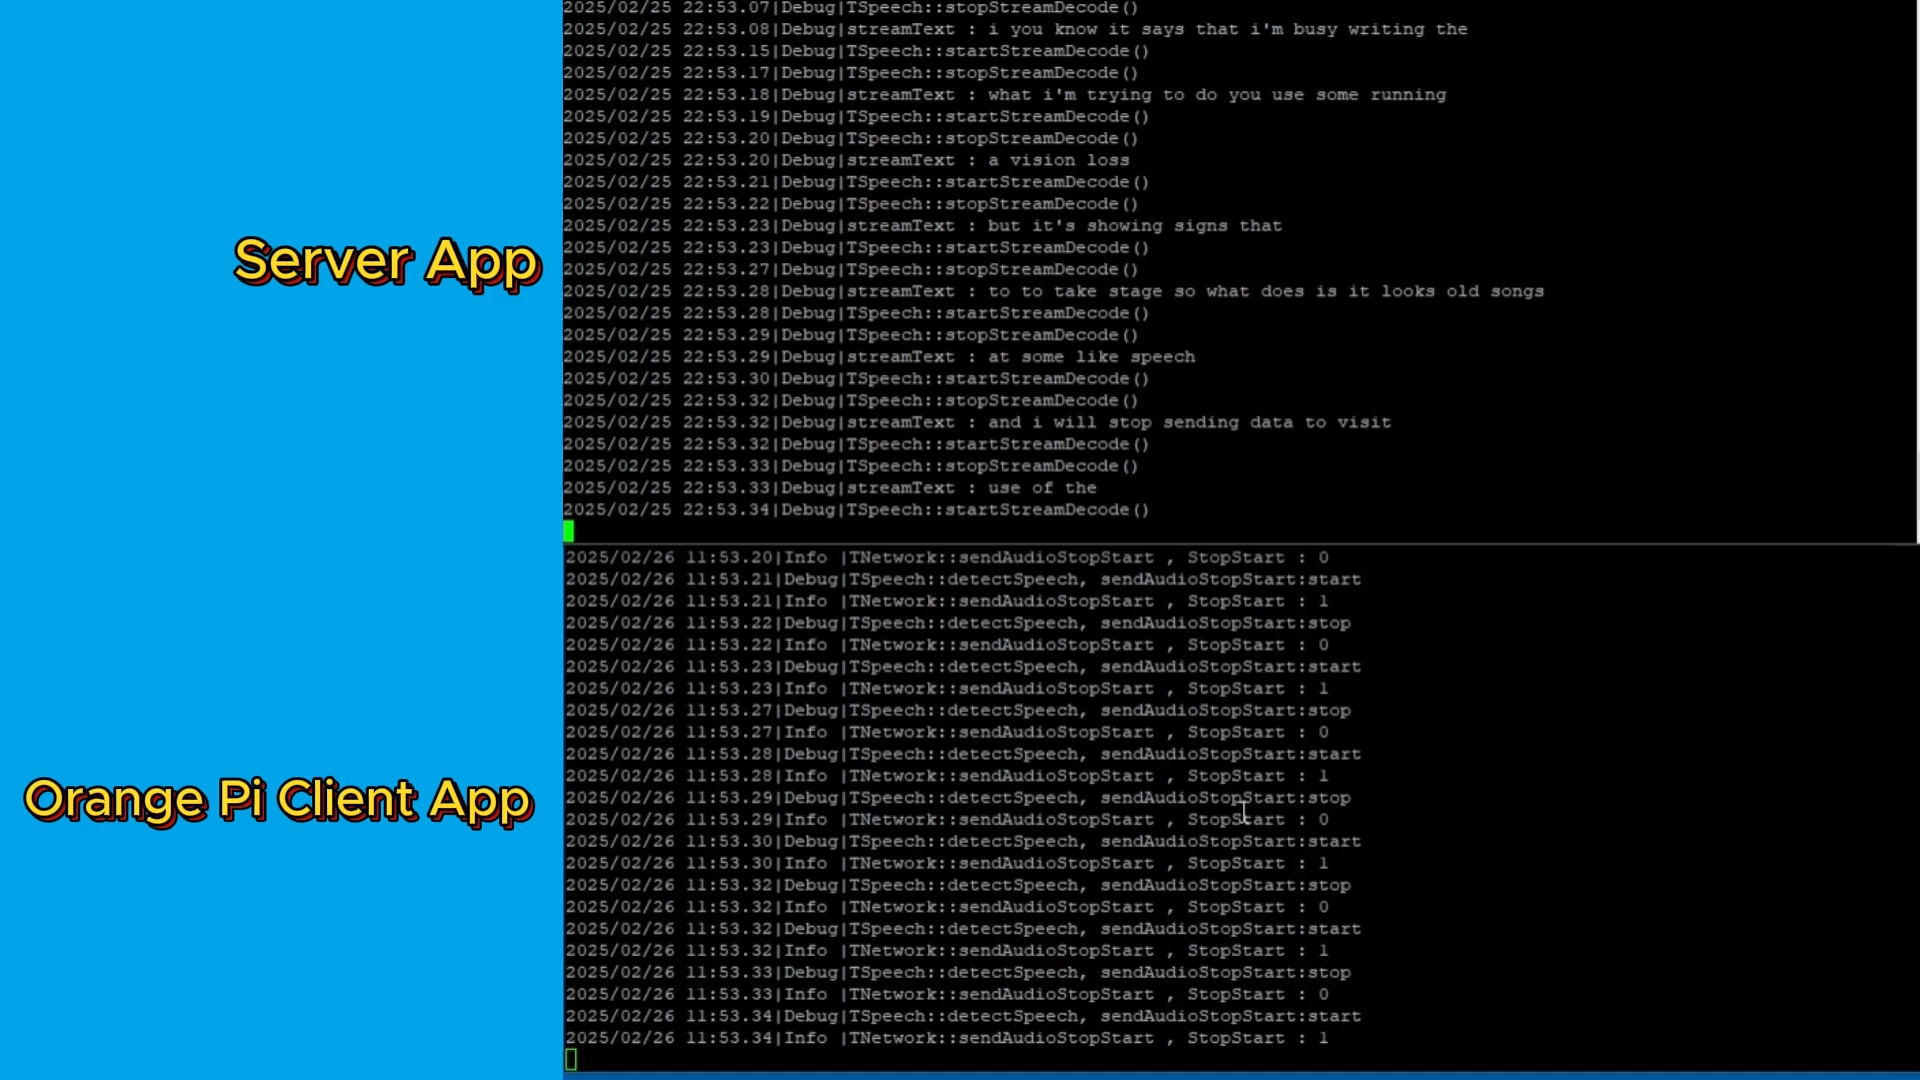 2025/02/25 22:53.07|Debug|TSpeech::stopStreamDecode()
2025/02/25 22:53.08|Debug|streamText : i you know it says that i'm busy writing the
2025/02/25 22:53.15|Debug|TSpeech::startStreamDecode()
2025/02/25 22:53.17|Debug|TSpeech::stopStreamDecode()
2025/02/25 22:53.18|Debug|streamText : what i'm trying to do you use some running
2025/02/25 22:53.19|Debug|TSpeech::startStreamDecode()
2025/02/25 22:53.20|Debug|TSpeech::stopStreamDecode()
2025/02/25 22:53.20|Debug|streamText : a vision loss
2025/02/25 22:53.21|Debug|TSpeech::startStreamDecode()
2025/02/25 22:53.22|Debug|TSpeech::stopStreamDecode()
2025/02/25 22:53.23|Debug|streamText : but it's showing signs that
2025/02/25 22:53.23|Debug|TSpeech::startStreamDecode()
2025/02/25 22:53.27|Debug|TSpeech::stopStreamDecode()
2025/02/25 22:53.28|Debug|streamText : to to take stage so what does is it looks old songs
2025/02/25 22:53.28|Debug|TSpeech::startStreamDecode()
2025/02/25 22:53.29|Debug|TSpeech::stopStreamDecode()
2025/02/25 22:53.29|Debug|streamText : at some like speech
2025/02/25 22:53.30|Debug|TSpeech::startStreamDecode()
2025/02/25 22:53.32|Debug|TSpeech::stopStreamDecode()
2025/02/25 22:53.32|Debug|streamText : and i will stop sending data to visit
2025/02/25 22:53.32|Debug|TSpeech::startStreamDecode()
2025/02/25 22:53.33|Debug|TSpeech::stopStreamDecode()
2025/02/25 22:53.33|Debug|streamText : use of the
2025/02/25 22:53.34|Debug|TSpeech::startStreamDecode()
Server App
2025/02/26 11:53.20|Info |TNetwork::sendAudioStopStart , StopStart : 0
2025/02/26 11:53.21|Debug|TSpeech::detectSpeech, sendAudioStopStart:start
2025/02/26 11:53.21|Info |TNetwork::sendAudioStopStart , StopStart : 1
2025/02/26 11:53.22|Debug|TSpeech::detectSpeech, sendAudioStopStart:stop
2025/02/26 11:53.22|Info |TNetwork::sendAudioStopStart , StopStart : 0
2025/02/26 11:53.23|Debug|TSpeech::detectSpeech, sendAudioStopStart:start
2025/02/26 11:53.23|Info |TNetwork::sendAudioStopStart , StopStart : 1
2025/02/26 11:53.27|Debug|TSpeech::detectSpeech, sendAudioStopStart:stop
2025/02/26 11:53.27|Info |TNetwork::sendAudioStopStart , StopStart : 0
2025/02/26 11:53.28|Debug|TSpeech::detectSpeech, sendAudioStopStart:start
2025/02/26 11:53.28|Info |TNetwork::sendAudioStopStart , StopStart : 1
2025/02/26 11:53.29|Debug|TSpeech::detectSpeech, sendAudioStopStart:stop
2025/02/26 11:53.29|Info |TNetwork::sendAudioStopStart , StopStart : 0
2025/02/26 11:53.30|Debug|TSpeech::detectSpeech, sendAudioStopStart:start
2025/02/26 11:53.30|Info |TNetwork::sendAudioStopStart , StopStart : 1
2025/02/26 11:53.32|Debug|TSpeech::detectSpeech, sendAudioStopStart:stop
2025/02/26 11:53.32|Info |TNetwork::sendAudioStopStart , StopStart : 0
2025/02/26 11:53.32|Debug|TSpeech::detectSpeech, sendAudioStopStart:start
2025/02/26 11:53.32|Info |TNetwork::sendAudioStopStart , StopStart : 1
2025/02/26 11:53.33|Debug|TSpeech::detectSpeech, sendAudioStopStart:stop
2025/02/26 11:53.33|Info |TNetwork::sendAudioStopStart , StopStart : 0
2025/02/26 11:53.34|Debug|TSpeech::detectSpeech, sendAudioStopStart:start
2025/02/26 11:53.34|Info |TNetwork::sendAudioStopStart , StopStart : 1
Orange Pi Client App